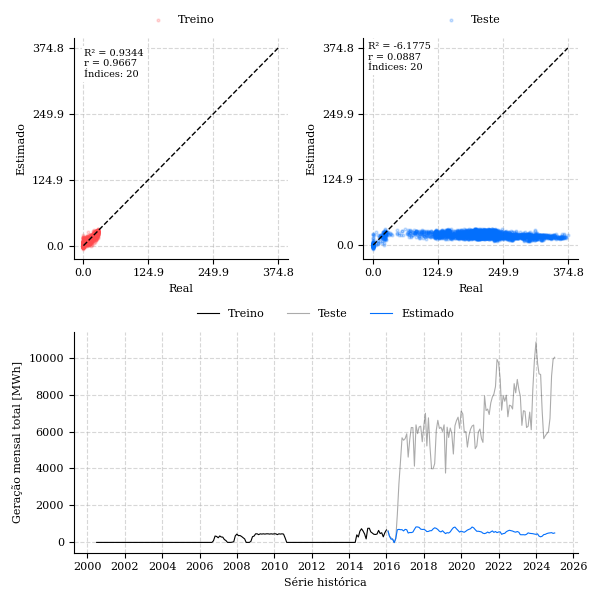 Treino
Teste
374.8
R² = 0.9344
r = 0.9667
Índices: 20
249.9
124.9
0.0
Estimado
0.0 124.9 249.9 374.8
Real
374.8
R² = -6.1775
r = 0.0887
Índices: 20
249.9
124.9
0.0
Estimado
0.0 124.9 249.9 374.8
Real
Treino Teste Estimado
10000
8000
6000
4000
2000
0
Geração mensal total [MWh]
2000 2002 2004 2006 2008 2010 2012 2014 2016 2018 2020 2022 2024 2026
Série histórica